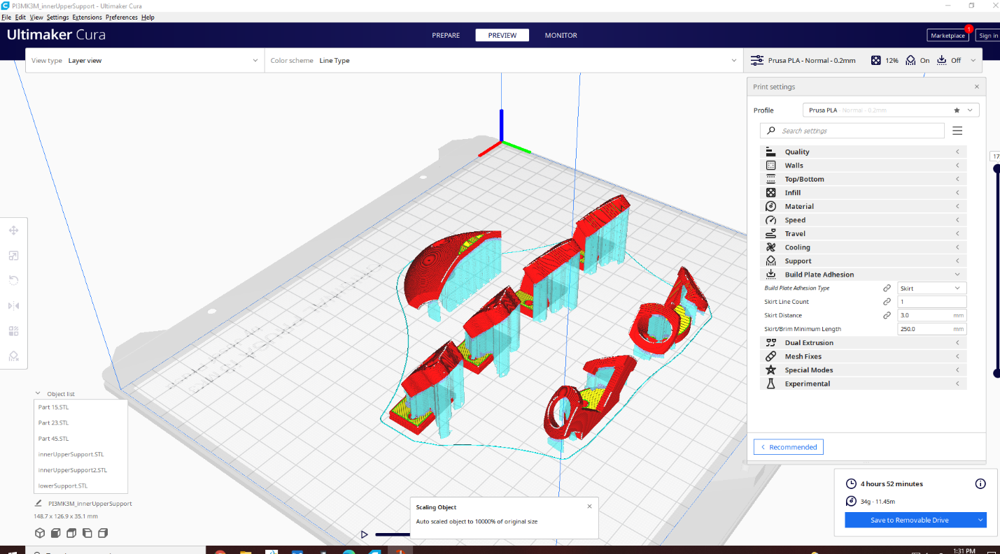 PI3MK3M_innerUpperSupport - Ultimaker Cura
File Edit View Settings Extensions Preferences Help
Ultimaker Cura
PREPARE PREVIEW MONITOR
Marketplace 1 Sign in
View type Layer view
Color scheme Line Type
Prusa PLA - Normal - 0.2mm 12% On Off
Print settings
Profile Prusa PLA - Normal - 0.2mm
Search settings
Quality
17
Walls
Top/Bottom
Infill
Material
Speed
Travel
Cooling
Support
Build Plate Adhesion
Build Plate Adhesion Type Skirt
Skirt Line Count 1
Skirt Distance 3.0 mm
Skirt/Brim Minimum Length 250.0 mm
Dual Extrusion
Mesh Fixes
Special Modes
Experimental
Recommended
Object list
Part 15.STL
Part 23.STL
Part 45.STL
innerUpperSupport.STL
innerUpperSupport2.STL
lowerSupport.STL
PI3MK3M_innerUpperSupport
148.7 x 126.9 x 35.1 mm
Scaling Object
Auto scaled object to 10000% of original size
4 hours 52 minutes
34g · 11.45m
Save to Removable Drive
1:31 PM